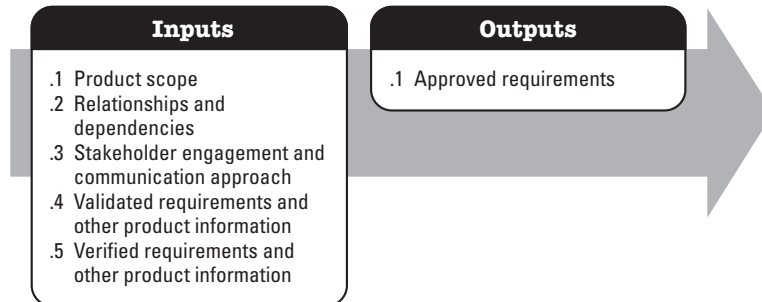 Inputs
.1 Product scope
.2 Relationships and
dependencies
.3 Stakeholder engagement and
communication approach
.4 Validated requirements and
other product information
.5 Verified requirements and
other product information
Outputs
.1 Approved requirements